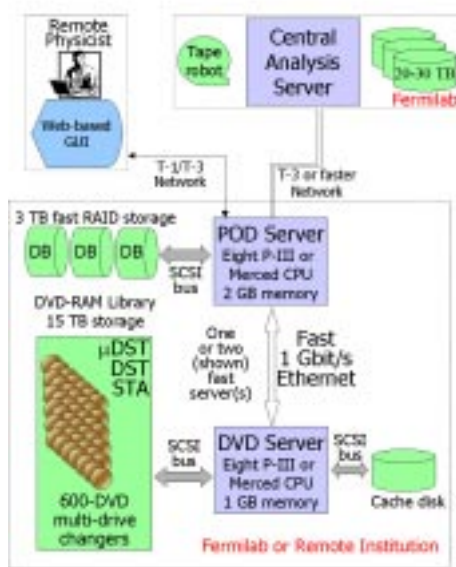 Remote
Physicist
Web-based
GUI
Tape
robot
Central
Analysis
Server
20-30 TB
Fermilab
T-1/T-3
Network
T-3 or faster
Network
3 TB fast RAID storage
DB
DB
DB
SCSI
bus
POD Server
Eight P-III or
Merced CPU
2 GB memory
DVD-RAM Library
15 TB storage
μDST
DST
STA
600-DVD
multi-drive
changers
One
or two
(shown)
fast
server(s)
Fast
1 Gbit/s
Ethernet
SCSI
bus
DVD Server
Eight P-III or
Merced CPU
1 GB memory
SCSI
bus
Cache disk
Fermilab or Remote Institution